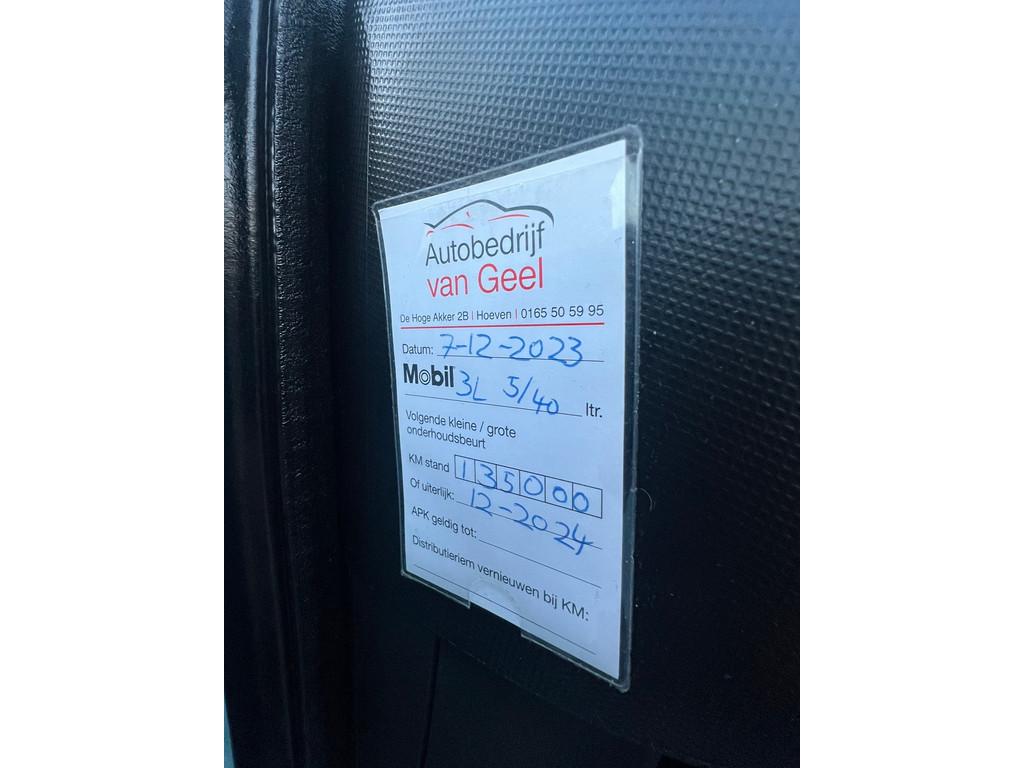 Autobedrijf
van Geel
De Hoge Akker 2B | Hoeven | 0165 50 59 95
Datum: 7-12-2023
Mobil 3L 5/40 ltr.
Volgende kleine / grote
onderhoudsbeurt
KM stand 135000
Of uiterlijk: 12-2024
APK geldig tot:
Distributieriem vernieuwen bij KM: